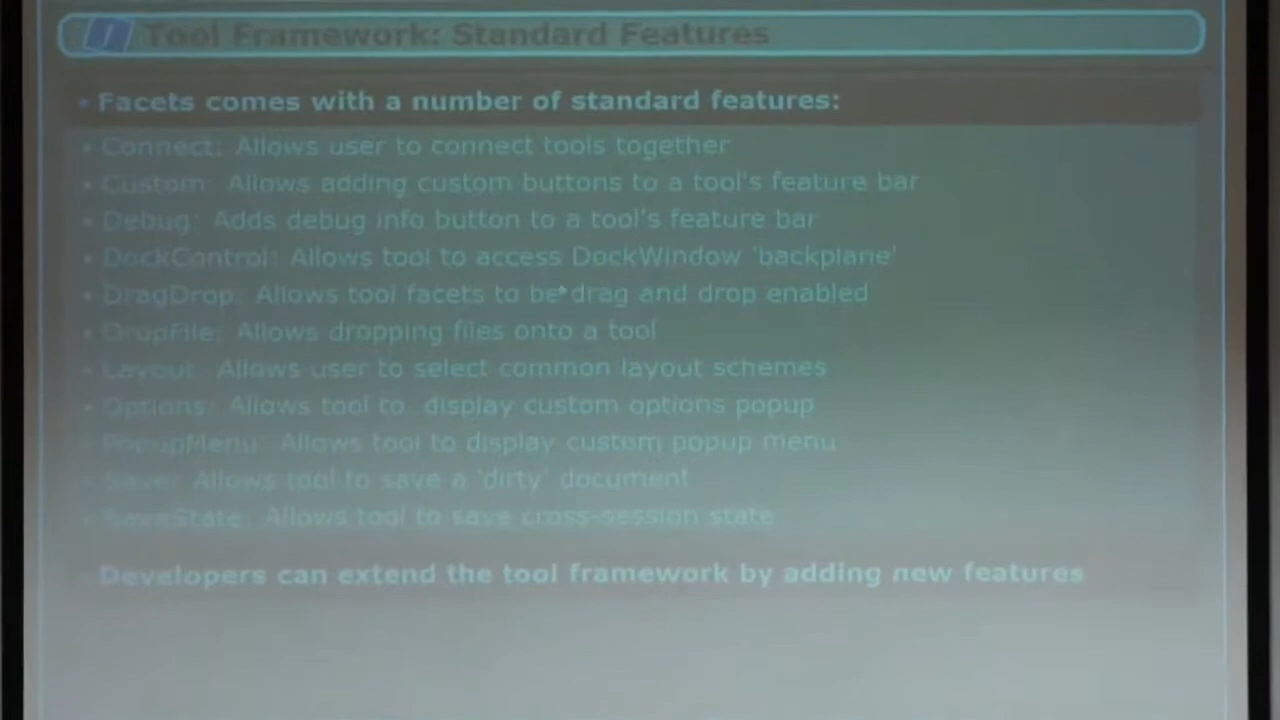 Tool Framework: Standard Features
• Facets comes with a number of standard features:
• Connect: Allows user to connect tools together
• Custom: Allows adding custom buttons to a tool's feature bar
• Debug: Adds debug info button to a tool's feature bar
• DockControl: Allows tool to access DockWindow 'backplane'
• DragDrop: Allows tool facets to be drag and drop enabled
• DropFile: Allows dropping files onto a tool
• Layout: Allows user to select common layout schemes
• Options: Allows tool to display custom options popup
• PopupMenu: Allows tool to display custom popup menu
• Save: Allows tool to save a 'dirty' document
• SaveState: Allows tool to save cross-session state
• Developers can extend the tool framework by adding new features